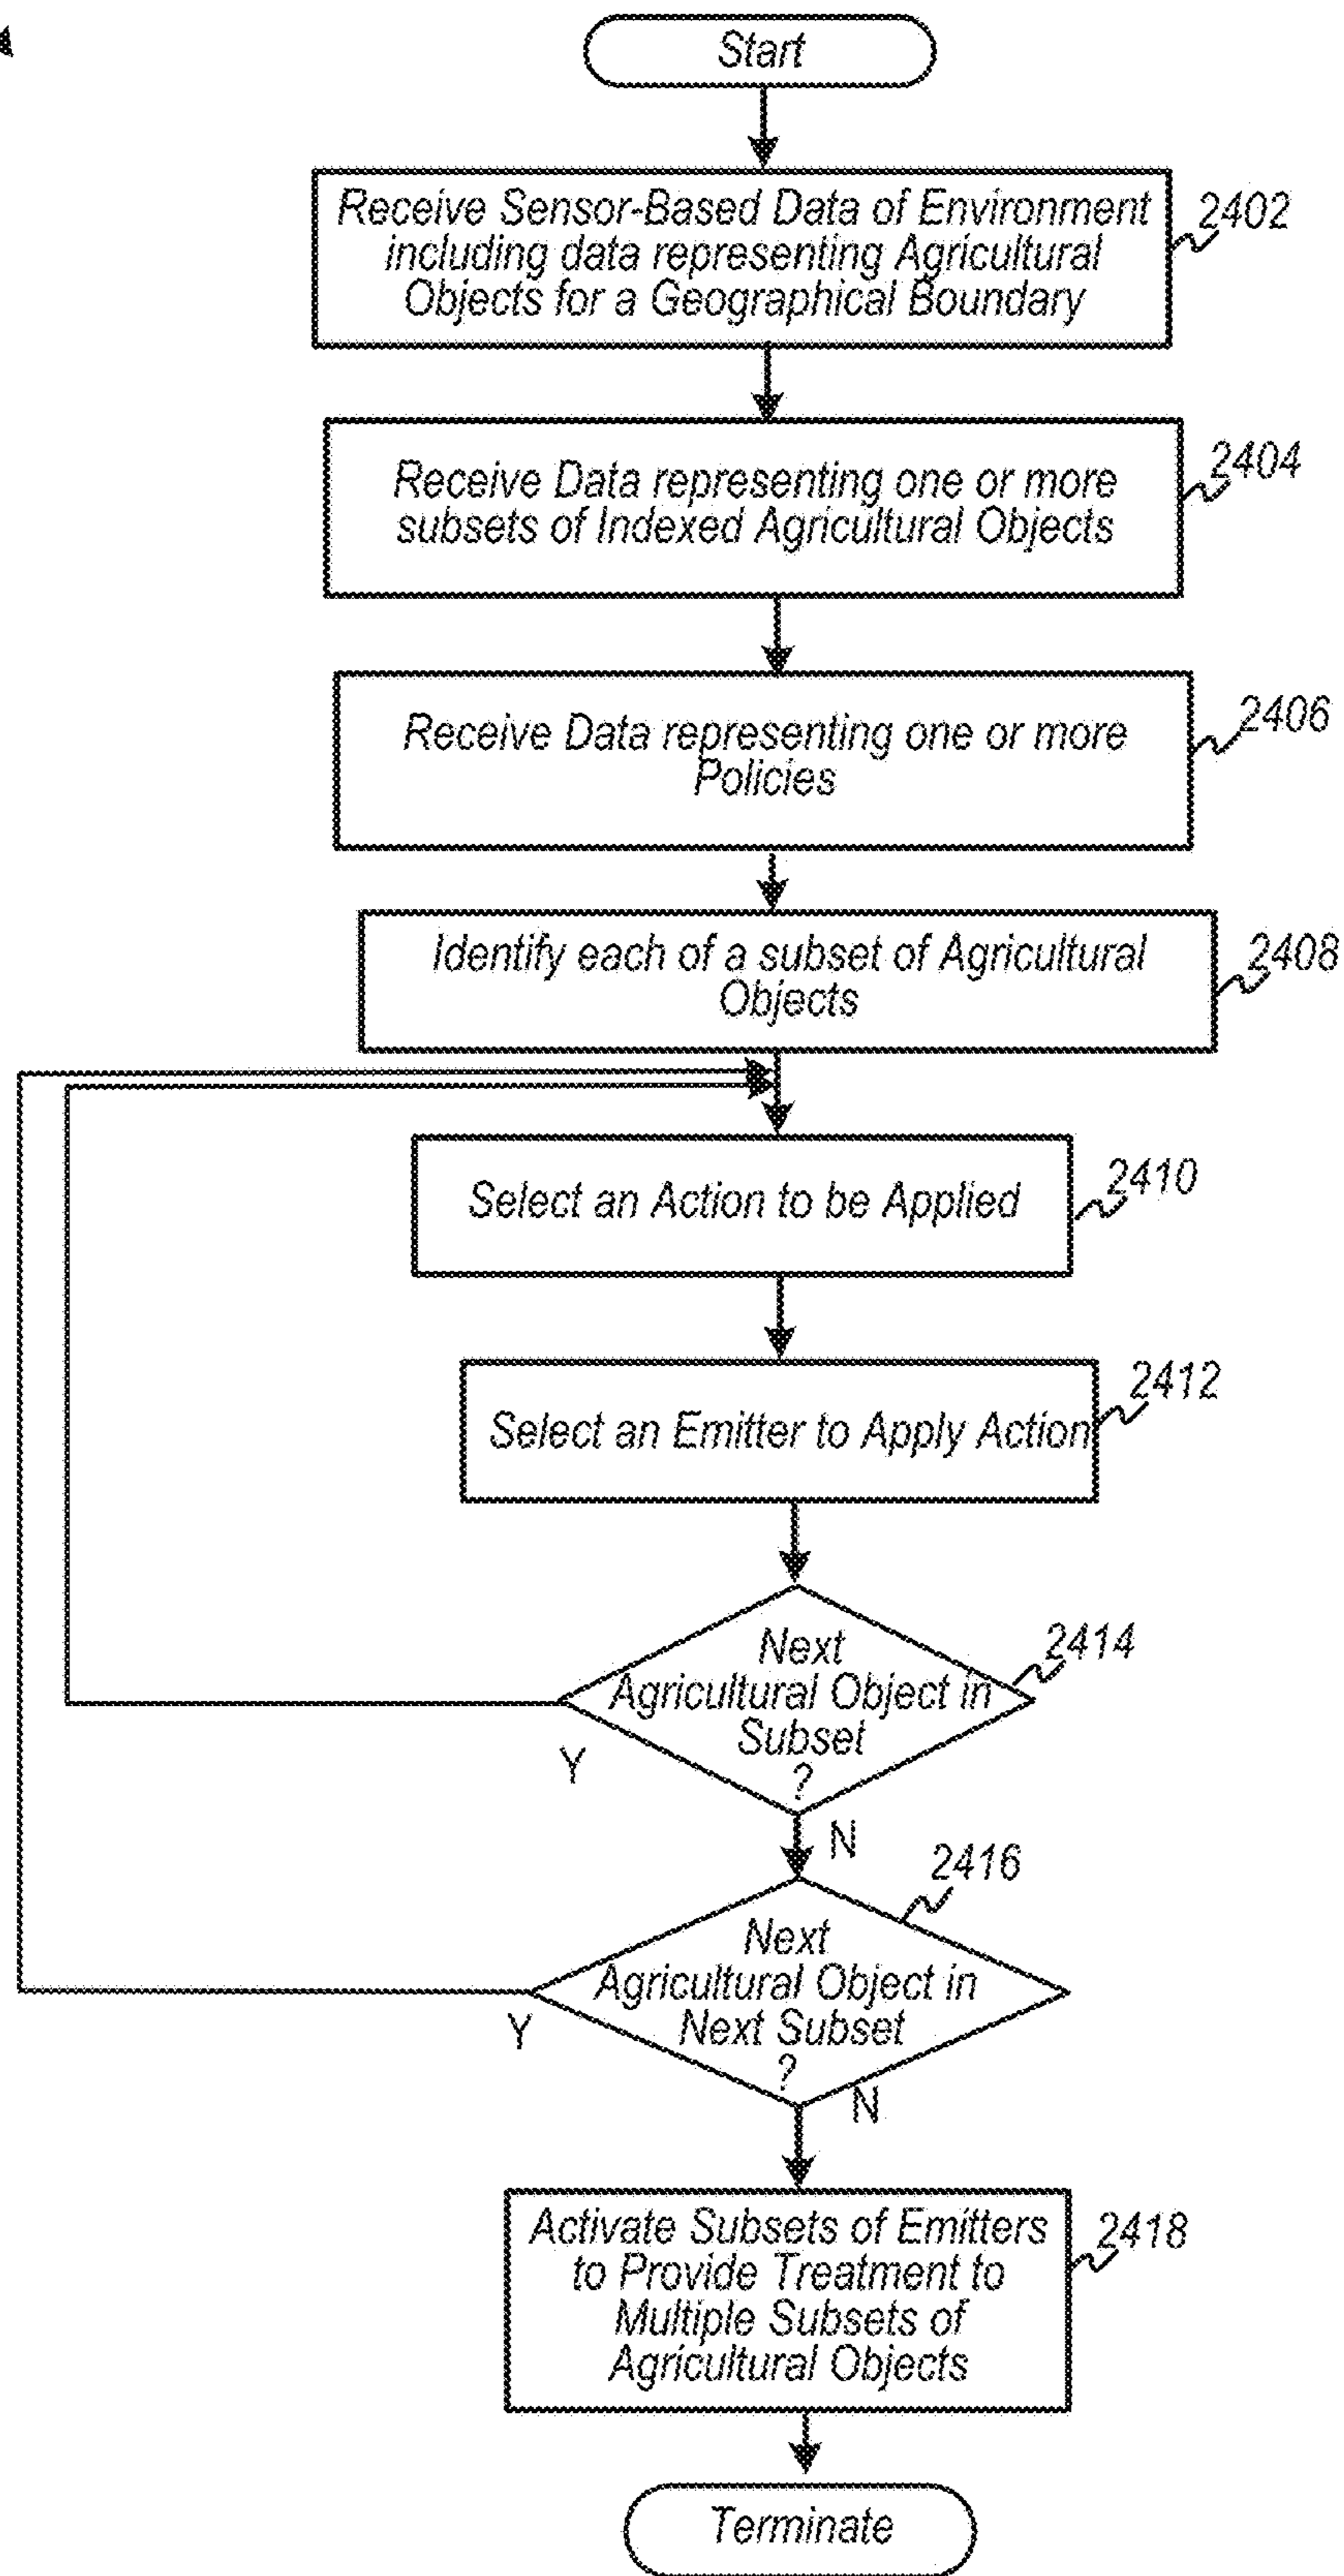 Start
Receive Sensor-Based Data of Environment
including data representing Agricultural
Objects for a Geographical Boundary
2402
Receive Data representing one or more
subsets of Indexed Agricultural Objects
2404
Receive Data representing one or more
Policies
2406
Identify each of a subset of Agricultural
Objects
2408
Select an Action to be Applied
2410
Select an Emitter to Apply Action
2412
Next
Agricultural Object in
Subset
?
2414
Y
N
Next
Agricultural Object in
Next Subset
?
2416
Y
N
Activate Subsets of Emitters
to Provide Treatment to
Multiple Subsets of
Agricultural Objects
2418
Terminate